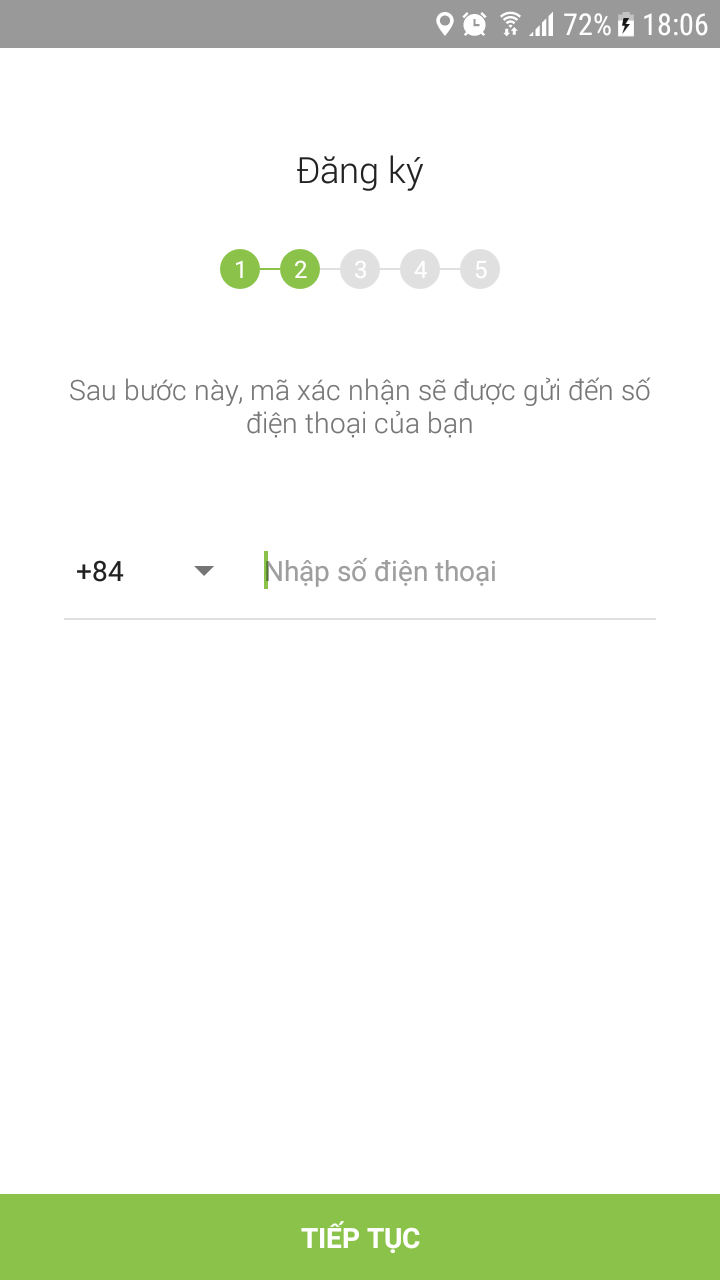 72% 18:06
Đăng ký
1 2 3 4 5
Sau bước này, mã xác nhận sẽ được gửi đến số
điện thoại của bạn
+84 Nhập số điện thoại
TIẾP TỤC